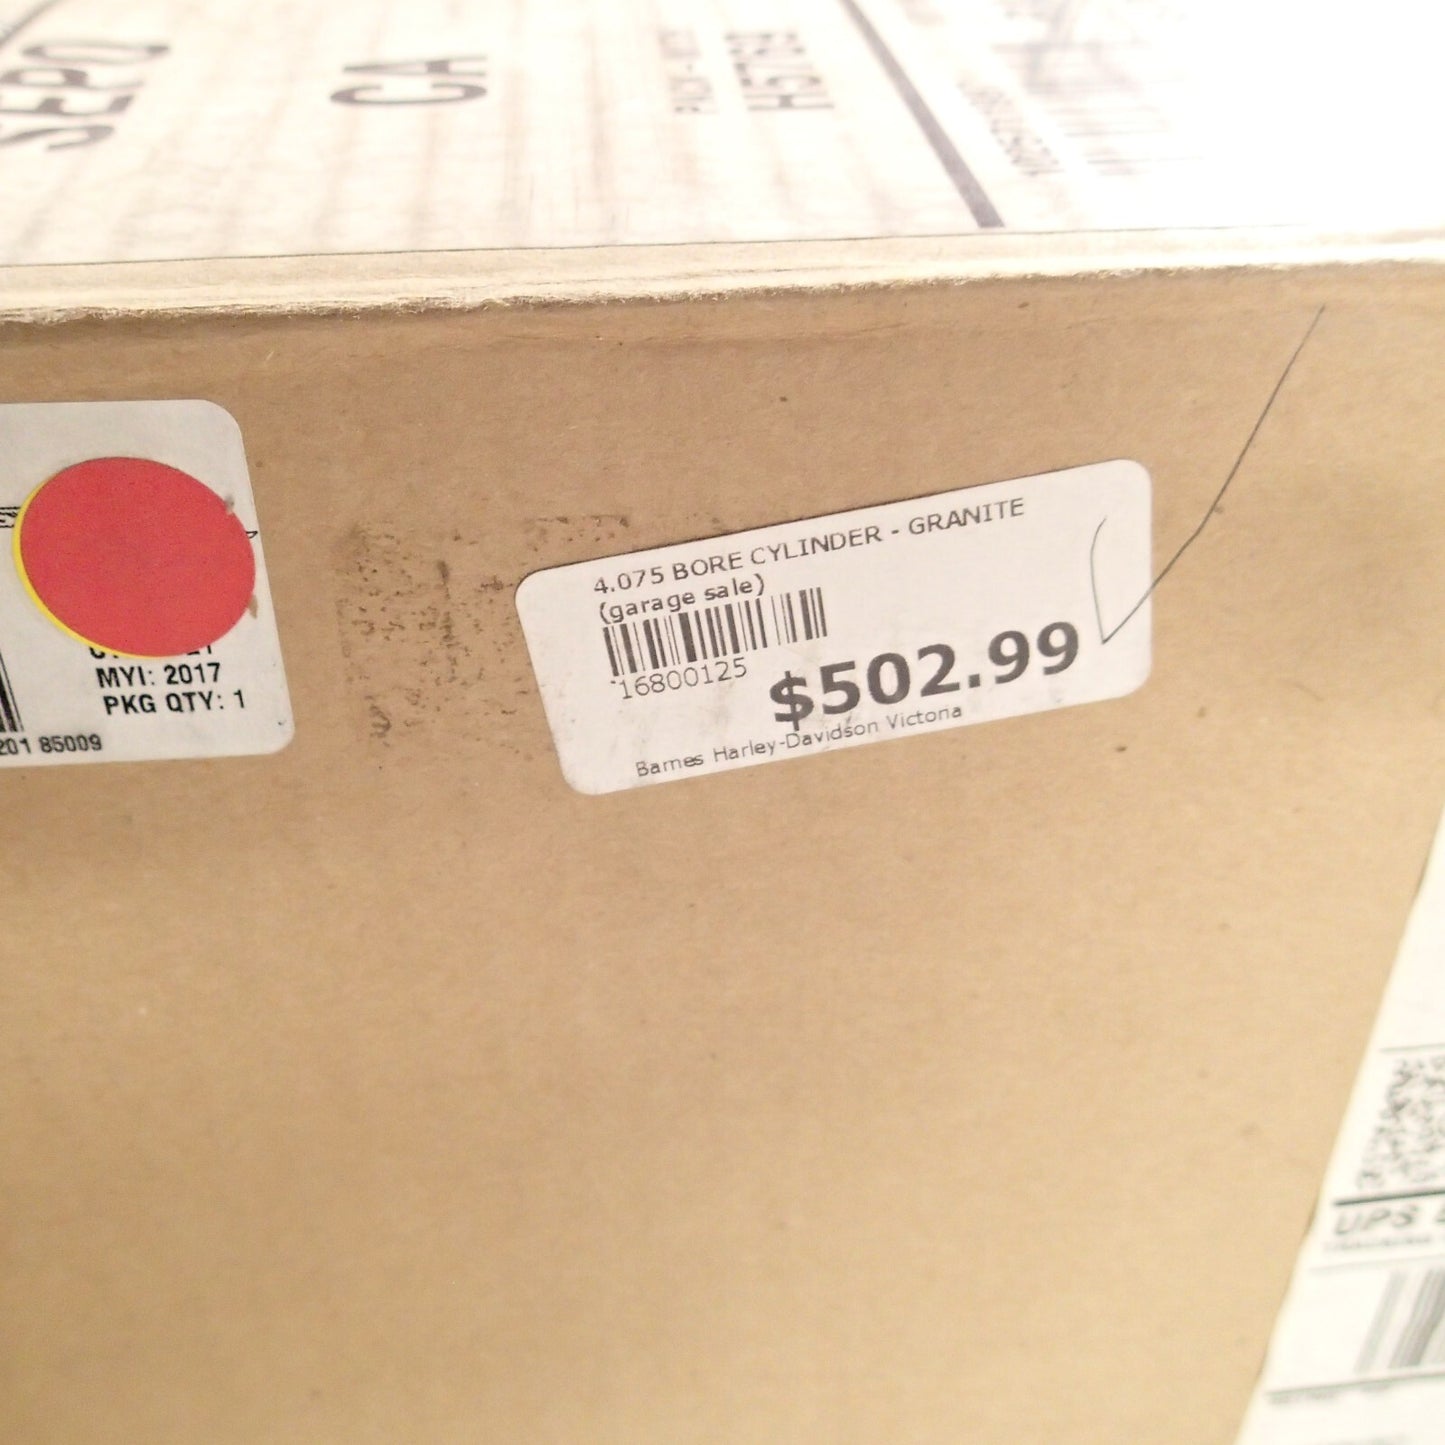 SEPQ
CA
MYI: 2017
PKG QTY: 1
201 85009
4.075 BORE CYLINDER - GRANITE
(garage sale)
16800125
$502.99
Barnes Harley-Davidson Victoria
UPS